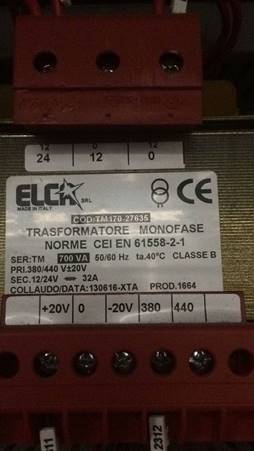 12 0 12
24 12 0
ELCA SRL
MADE IN ITALY
CE
COD:TM170-27635
TRASFORMATORE MONOFASE
NORME CEI EN 61558-2-1
SER:TM 700 VA 50/60 Hz ta.40°C CLASSE B
PRI.380/440 V±20V
SEC.12/24V 32A
COLLAUDO/DATA:130616-XTA PROD.1664
+20V 0 -20V 380 440
2312